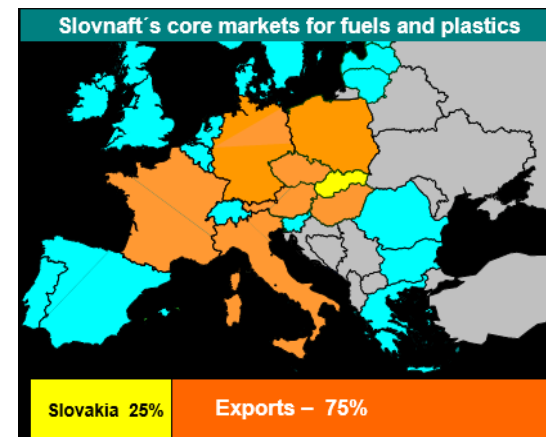 Slovnaft´s core markets for fuels and plastics
Slovakia 25%
Exports – 75%